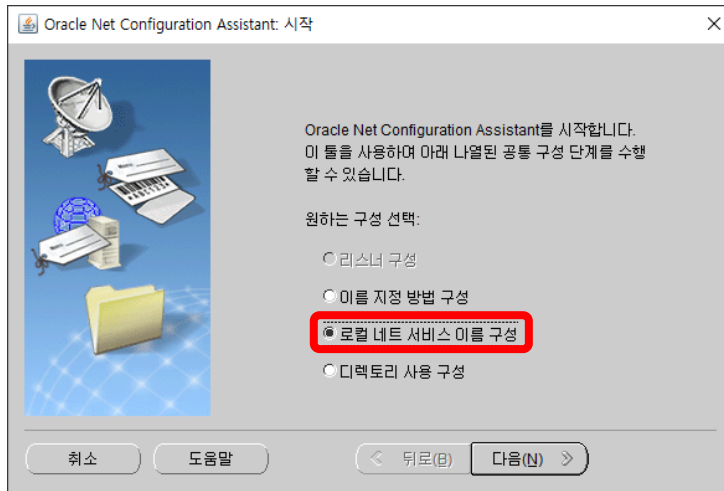 Oracle Net Configuration Assistant: 시작
Oracle Net Configuration Assistant를 시작합니다.
이 툴을 사용하여 아래 나열된 공통 구성 단계를 수행
할 수 있습니다.
원하는 구성 선택:
리스너 구성
이름 지정 방법 구성
로컬 네트 서비스 이름 구성
디렉토리 사용 구성
취소
도움말
뒤로(B)
다음(N)